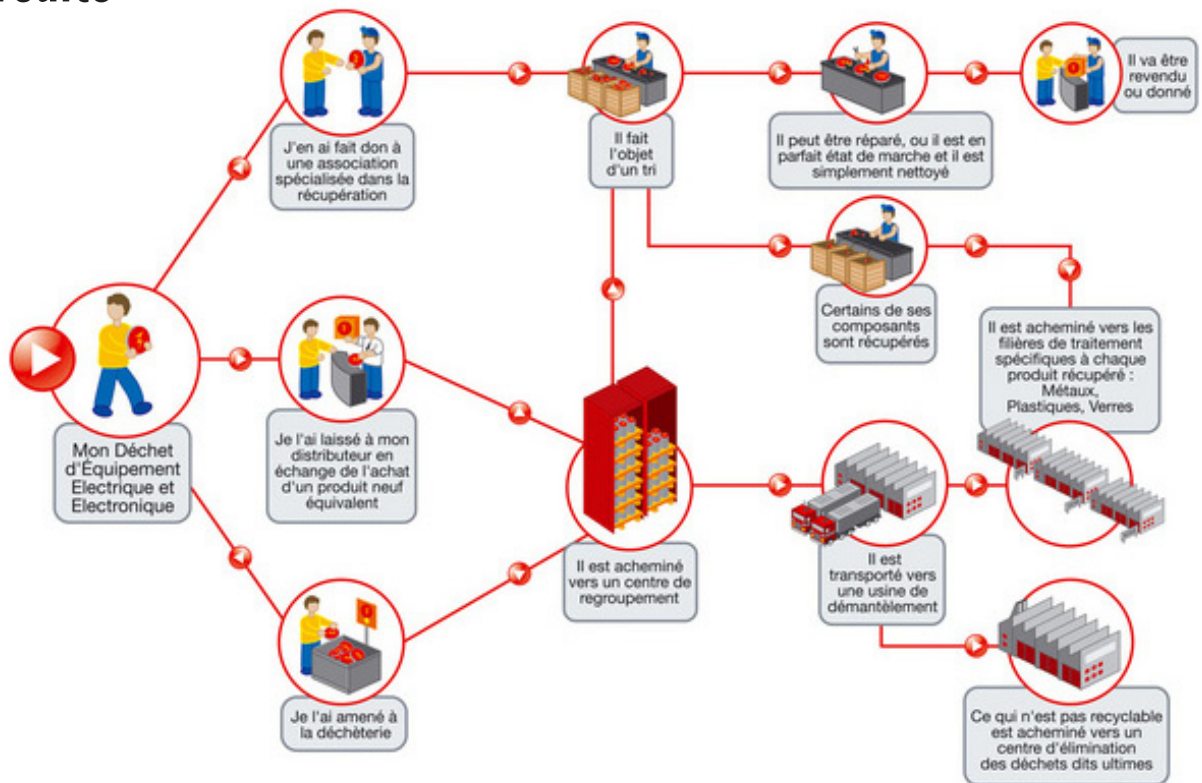 J'en ai fait don à
une association
spécialisée dans la
récupération
Il fait
l'objet
d'un tri
Il peut être réparé, ou il est en
parfait état de marche et il est
simplement nettoyé
Il va être
revendu
ou donné
Certains de ses
composants
sont récupérés
Il est acheminé vers les
filières de traitement
spécifiques à chaque
produit récupéré :
Métaux,
Plastiques, Verres
Mon Déchet
d'Équipement
Electrique et
Electronique
Je l'ai laissé à mon
distributeur en
échange de l'achat
d'un produit neuf
équivalent
Il est acheminé
vers un centre de
regroupement
Il est
transporté vers
une usine de
démantèlement
Je l'ai amené à
la déchèterie
Ce qui n'est pas recyclable
est acheminé vers un
centre d'élimination
des déchets dits ultimes